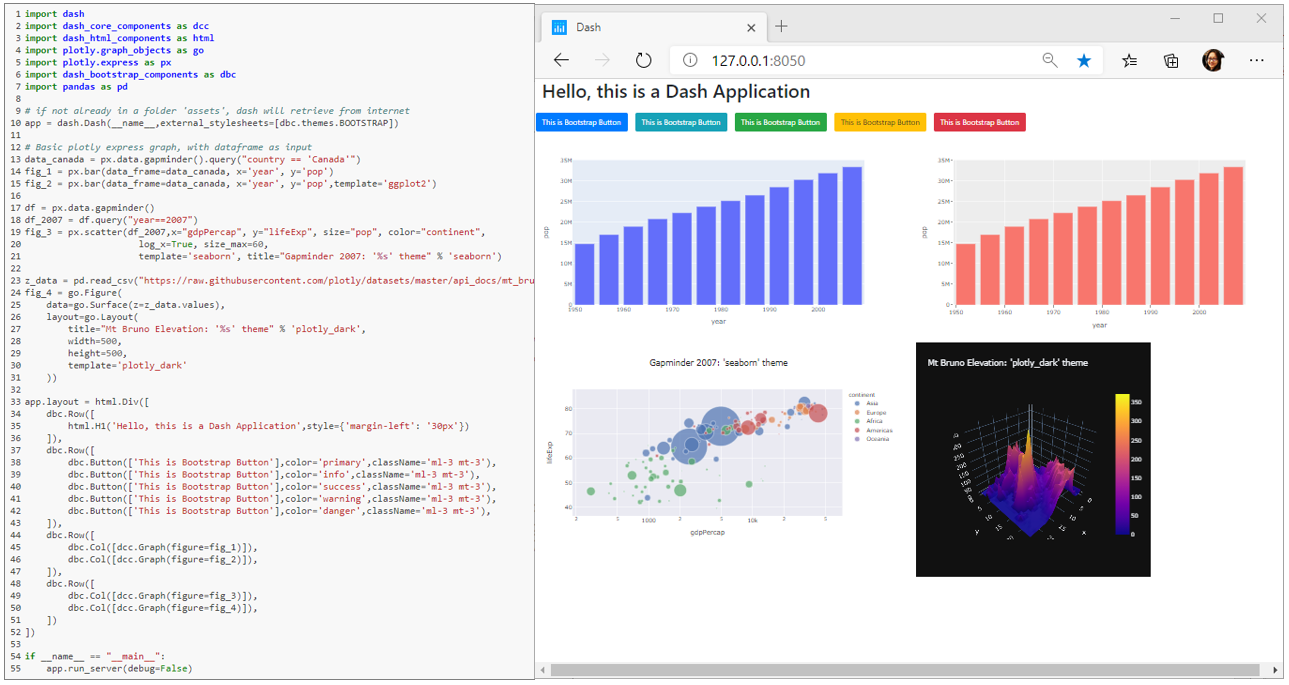 1 import dash
2 import dash_core_components as dcc
3 import dash_html_components as html
4 import plotly.graph_objects as go
5 import plotly.express as px
6 import dash_bootstrap_components as dbc
7 import pandas as pd
8
9 # if not already in a folder 'assets', dash will retrieve from internet
10 app = dash.Dash(__name__,external_stylesheets=[dbc.themes.BOOTSTRAP])
11
12 # Basic plotly express graph, with dataframe as input
13 data_canada = px.data.gapminder().query("country == 'Canada'")
14 fig_1 = px.bar(data_frame=data_canada, x='year', y='pop')
15 fig_2 = px.bar(data_frame=data_canada, x='year', y='pop',template='ggplot2')
16
17 df = px.data.gapminder()
18 df_2007 = df.query("year==2007")
19 fig_3 = px.scatter(df_2007,x="gdpPercap", y="lifeExp", size="pop", color="continent",
20 log_x=True, size_max=60,
21 template='seaborn', title="Gapminder 2007: '%s' theme" % 'seaborn')
22
23 z_data = pd.read_csv("https://raw.githubusercontent.com/plotly/datasets/master/api_docs/mt_bru
24 fig_4 = go.Figure(
25 data=go.Surface(z=z_data.values),
26 layout=go.Layout(
27 title="Mt Bruno Elevation: '%s' theme" % 'plotly_dark',
28 width=500,
29 height=500,
30 template='plotly_dark'
31 ))
32
33 app.layout = html.Div([
34 dbc.Row([
35 html.H1('Hello, this is a Dash Application',style={'margin-left': '30px'})
36 ]),
37 dbc.Row([
38 dbc.Button(['This is Bootstrap Button'],color='primary',className='ml-3 mt-3'),
39 dbc.Button(['This is Bootstrap Button'],color='info',className='ml-3 mt-3'),
40 dbc.Button(['This is Bootstrap Button'],color='success',className='ml-3 mt-3'),
41 dbc.Button(['This is Bootstrap Button'],color='warning',className='ml-3 mt-3'),
42 dbc.Button(['This is Bootstrap Button'],color='danger',className='ml-3 mt-3'),
43 ]),
44 dbc.Row([
45 dbc.Col([dcc.Graph(figure=fig_1)]),
46 dbc.Col([dcc.Graph(figure=fig_2)]),
47 ]),
48 dbc.Row([
49 dbc.Col([dcc.Graph(figure=fig_3)]),
50 dbc.Col([dcc.Graph(figure=fig_4)]),
51 ])
52 ])
53
54 if __name__ == "__main__":
55 app.run_server(debug=False)
Dash
127.0.0.1:8050
Hello, this is a Dash Application
This is Bootstrap Button This is Bootstrap Button This is Bootstrap Button This is Bootstrap Button This is Bootstrap Button
35M
30M
25M
20M
15M
10M
5M
0
pop
1950 1960 1970 1980 1990 2000
year
35M
30M
25M
20M
15M
10M
5M
0
pop
1950 1960 1970 1980 1990 2000
year
Gapminder 2007: 'seaborn' theme
80
70
60
50
40
lifeExp
1000 2 10k 2
gdpPercap
continent
Asia
Europe
Africa
Americas
Oceania
Mt Bruno Elevation: 'plotly_dark' theme
350
300
250
200
150
100
50
0
y
x